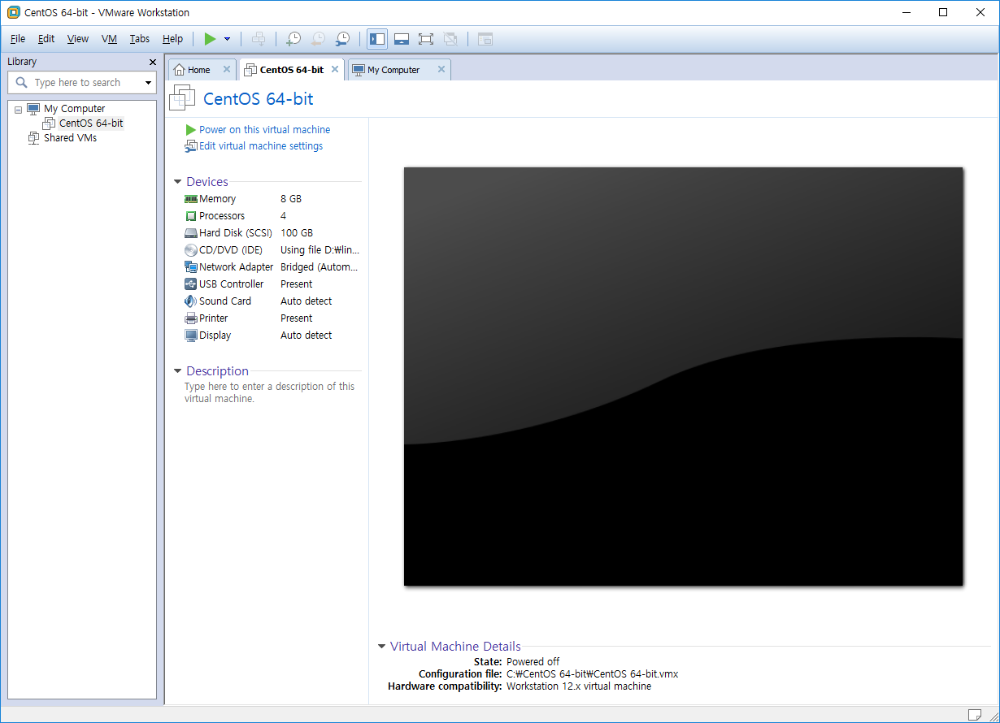 CentOS 64-bit - VMware Workstation
File Edit View VM Tabs Help
Library
Type here to search
My Computer
CentOS 64-bit
Shared VMs
Home CentOS 64-bit My Computer
CentOS 64-bit
Power on this virtual machine
Edit virtual machine settings
Devices
Memory 8 GB
Processors 4
Hard Disk (SCSI) 100 GB
CD/DVD (IDE) Using file D:₩lin...
Network Adapter Bridged (Autom...
USB Controller Present
Sound Card Auto detect
Printer Present
Display Auto detect
Description
Type here to enter a description of this
virtual machine.
Virtual Machine Details
State: Powered off
Configuration file: C:₩CentOS 64-bit₩CentOS 64-bit.vmx
Hardware compatibility: Workstation 12.x virtual machine